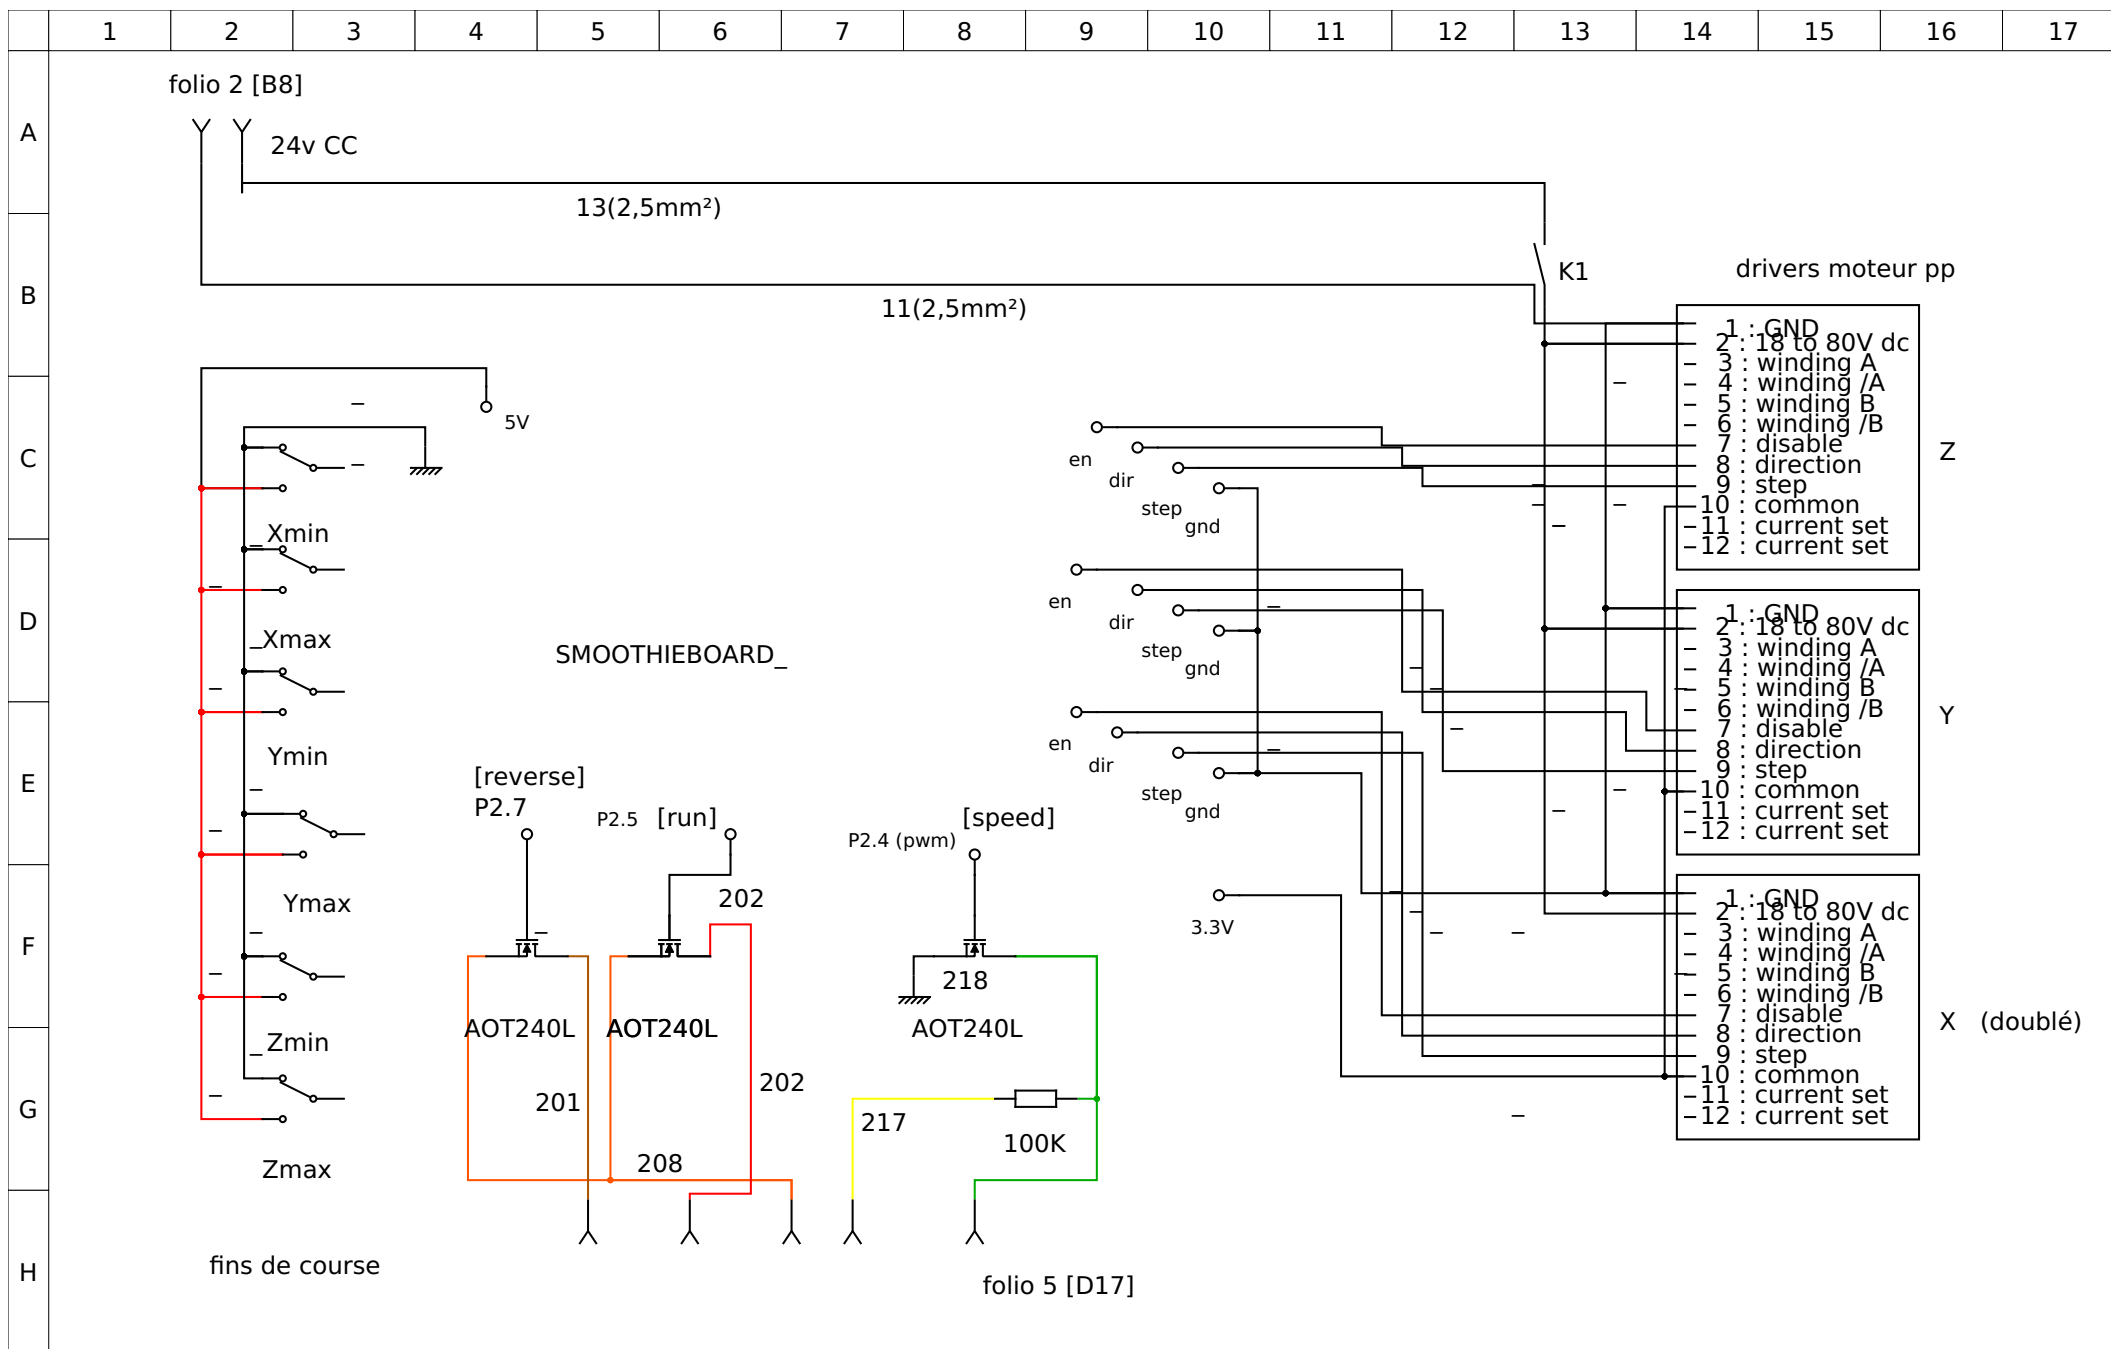 1 2 3 4 5 6 7 8 9 10 11 12 13 14 15 16 17
A
B
C
D
E
F
G
H
folio 2 [B8]
24v CC
13(2,5mm²)
11(2,5mm²)
K1
drivers moteur pp
5V
Xmin
Xmax
Ymin
Ymax
Zmin
Zmax
fins de course
SMOOTHIEBOARD_
[reverse]
P2.7
P2.5 [run]
[speed]
P2.4 (pwm)
202
218
AOT240L
AOT240L
AOT240L
201
202
208
217
100K
folio 5 [D17]
en
dir
step
gnd
en
dir
step
gnd
en
dir
step
gnd
3.3V
1 : GND
2 : 18 to 80V dc
3 : winding A
4 : winding /A
5 : winding B
6 : winding /B
7 : disable
8 : direction
9 : step
10 : common
11 : current set
12 : current set
Z
1 : GND
2 : 18 to 80V dc
3 : winding A
4 : winding /A
5 : winding B
6 : winding /B
7 : disable
8 : direction
9 : step
10 : common
11 : current set
12 : current set
Y
1 : GND
2 : 18 to 80V dc
3 : winding A
4 : winding /A
5 : winding B
6 : winding /B
7 : disable
8 : direction
9 : step
10 : common
11 : current set
12 : current set
X (doublé)